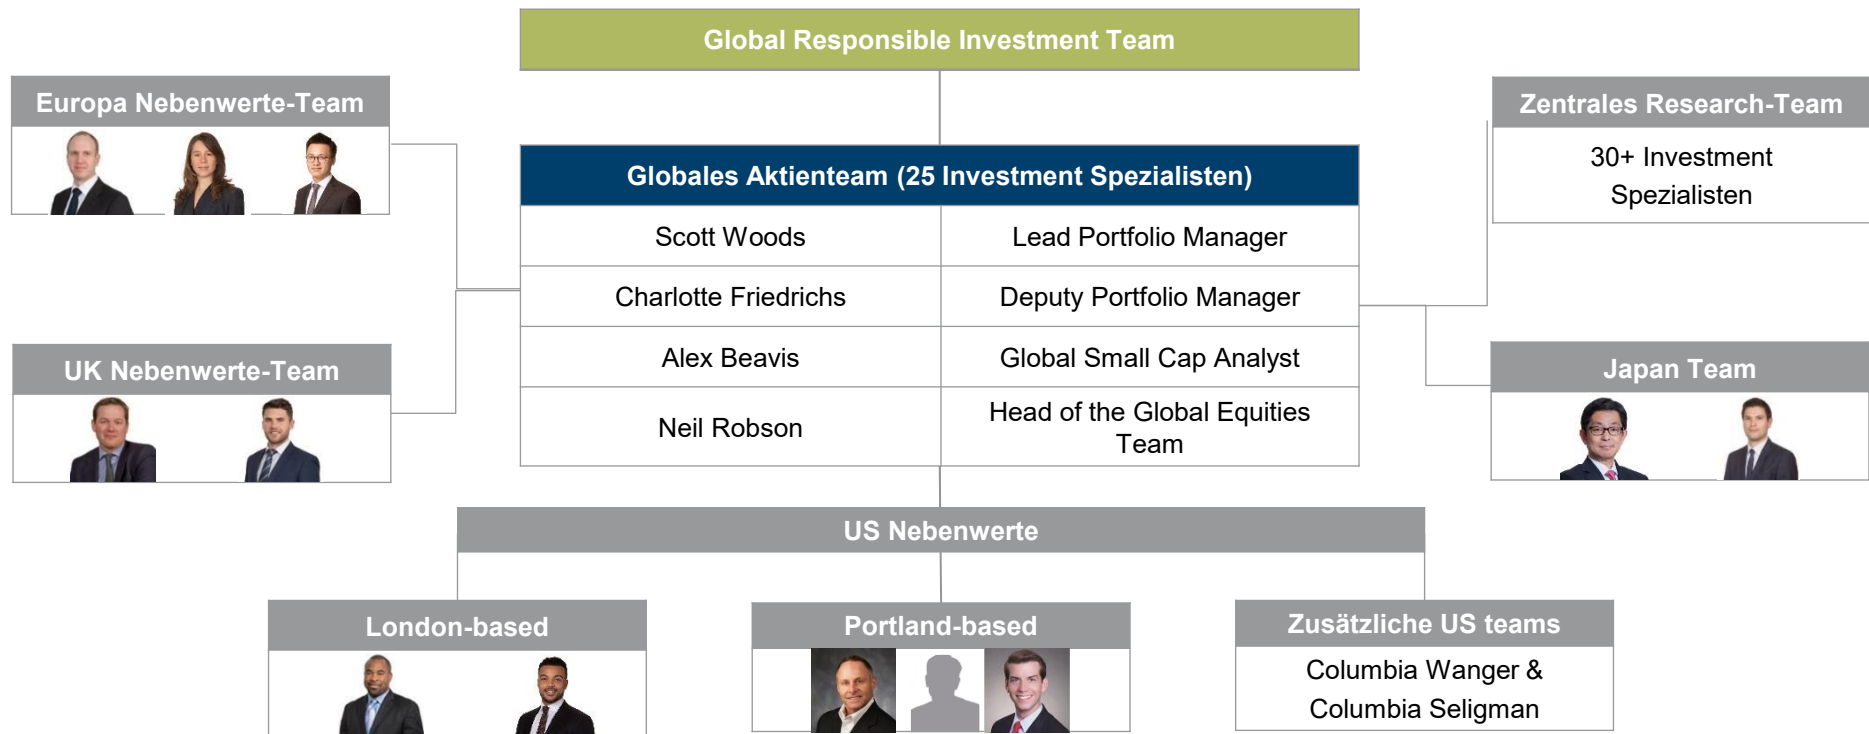 Global Responsible Investment Team
Europa Nebenwerte-Team
Zentrales Research-Team
30+ Investment
Spezialisten
Globales Aktienteam (25 Investment Spezialisten)
Scott Woods
Lead Portfolio Manager
Charlotte Friedrichs
Deputy Portfolio Manager
Alex Beavis
Global Small Cap Analyst
Neil Robson
Head of the Global Equities
Team
UK Nebenwerte-Team
Japan Team
US Nebenwerte
London-based
Portland-based
Zusätzliche US teams
Columbia Wanger &
Columbia Seligman